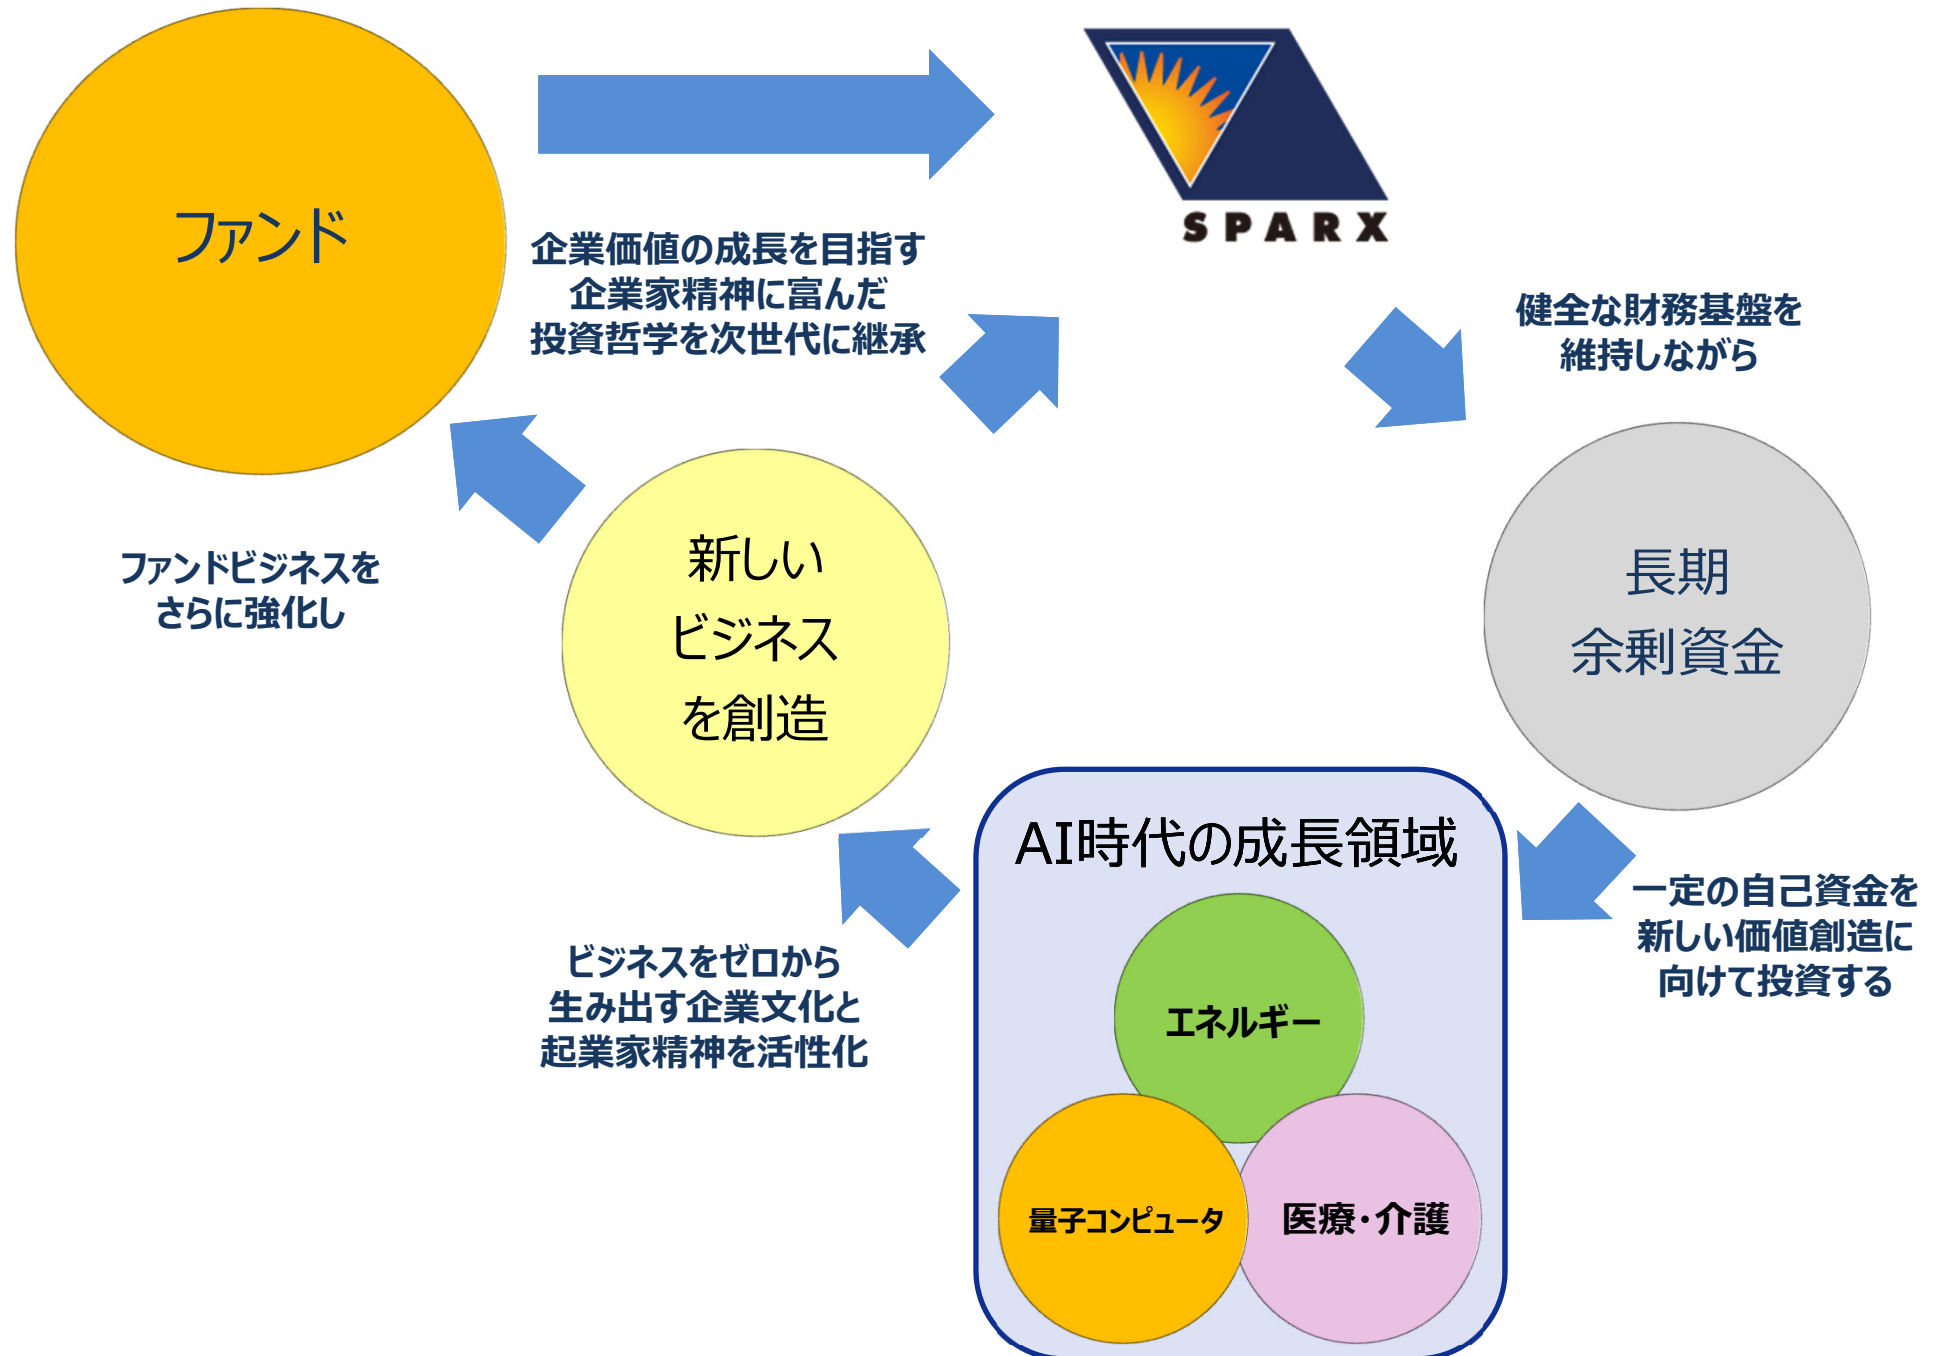 ファンド
SPARX
企業価値の成長を目指す
企業家精神に富んだ
投資哲学を次世代に継承
健全な財務基盤を
維持しながら
ファンドビジネスを
さらに強化し
新しい
ビジネス
を創造
長期
余剰資金
AI時代の成長領域
一定の自己資金を
新しい価値創造に
向けて投資する
ビジネスをゼロから
生み出す企業文化と
起業家精神を活性化
エネルギー
量子コンピュータ
医療・介護